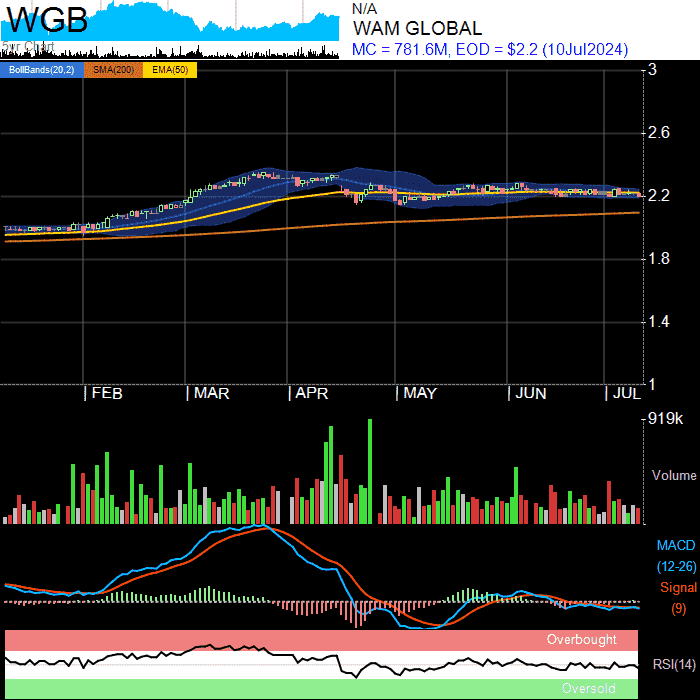 WGB
5yr Chart
N/A
WAM GLOBAL
MC = 781.6M, EOD = $2.2 (10Jul2024)
BollBands(20,2) SMA(200) EMA(50)
3
2.6
2.2
1.8
1.4
1
FEB MAR APR MAY JUN JUL
919k
Volume
MACD
(12-26)
Signal
(9)
Overbought
RSI(14)
Oversold